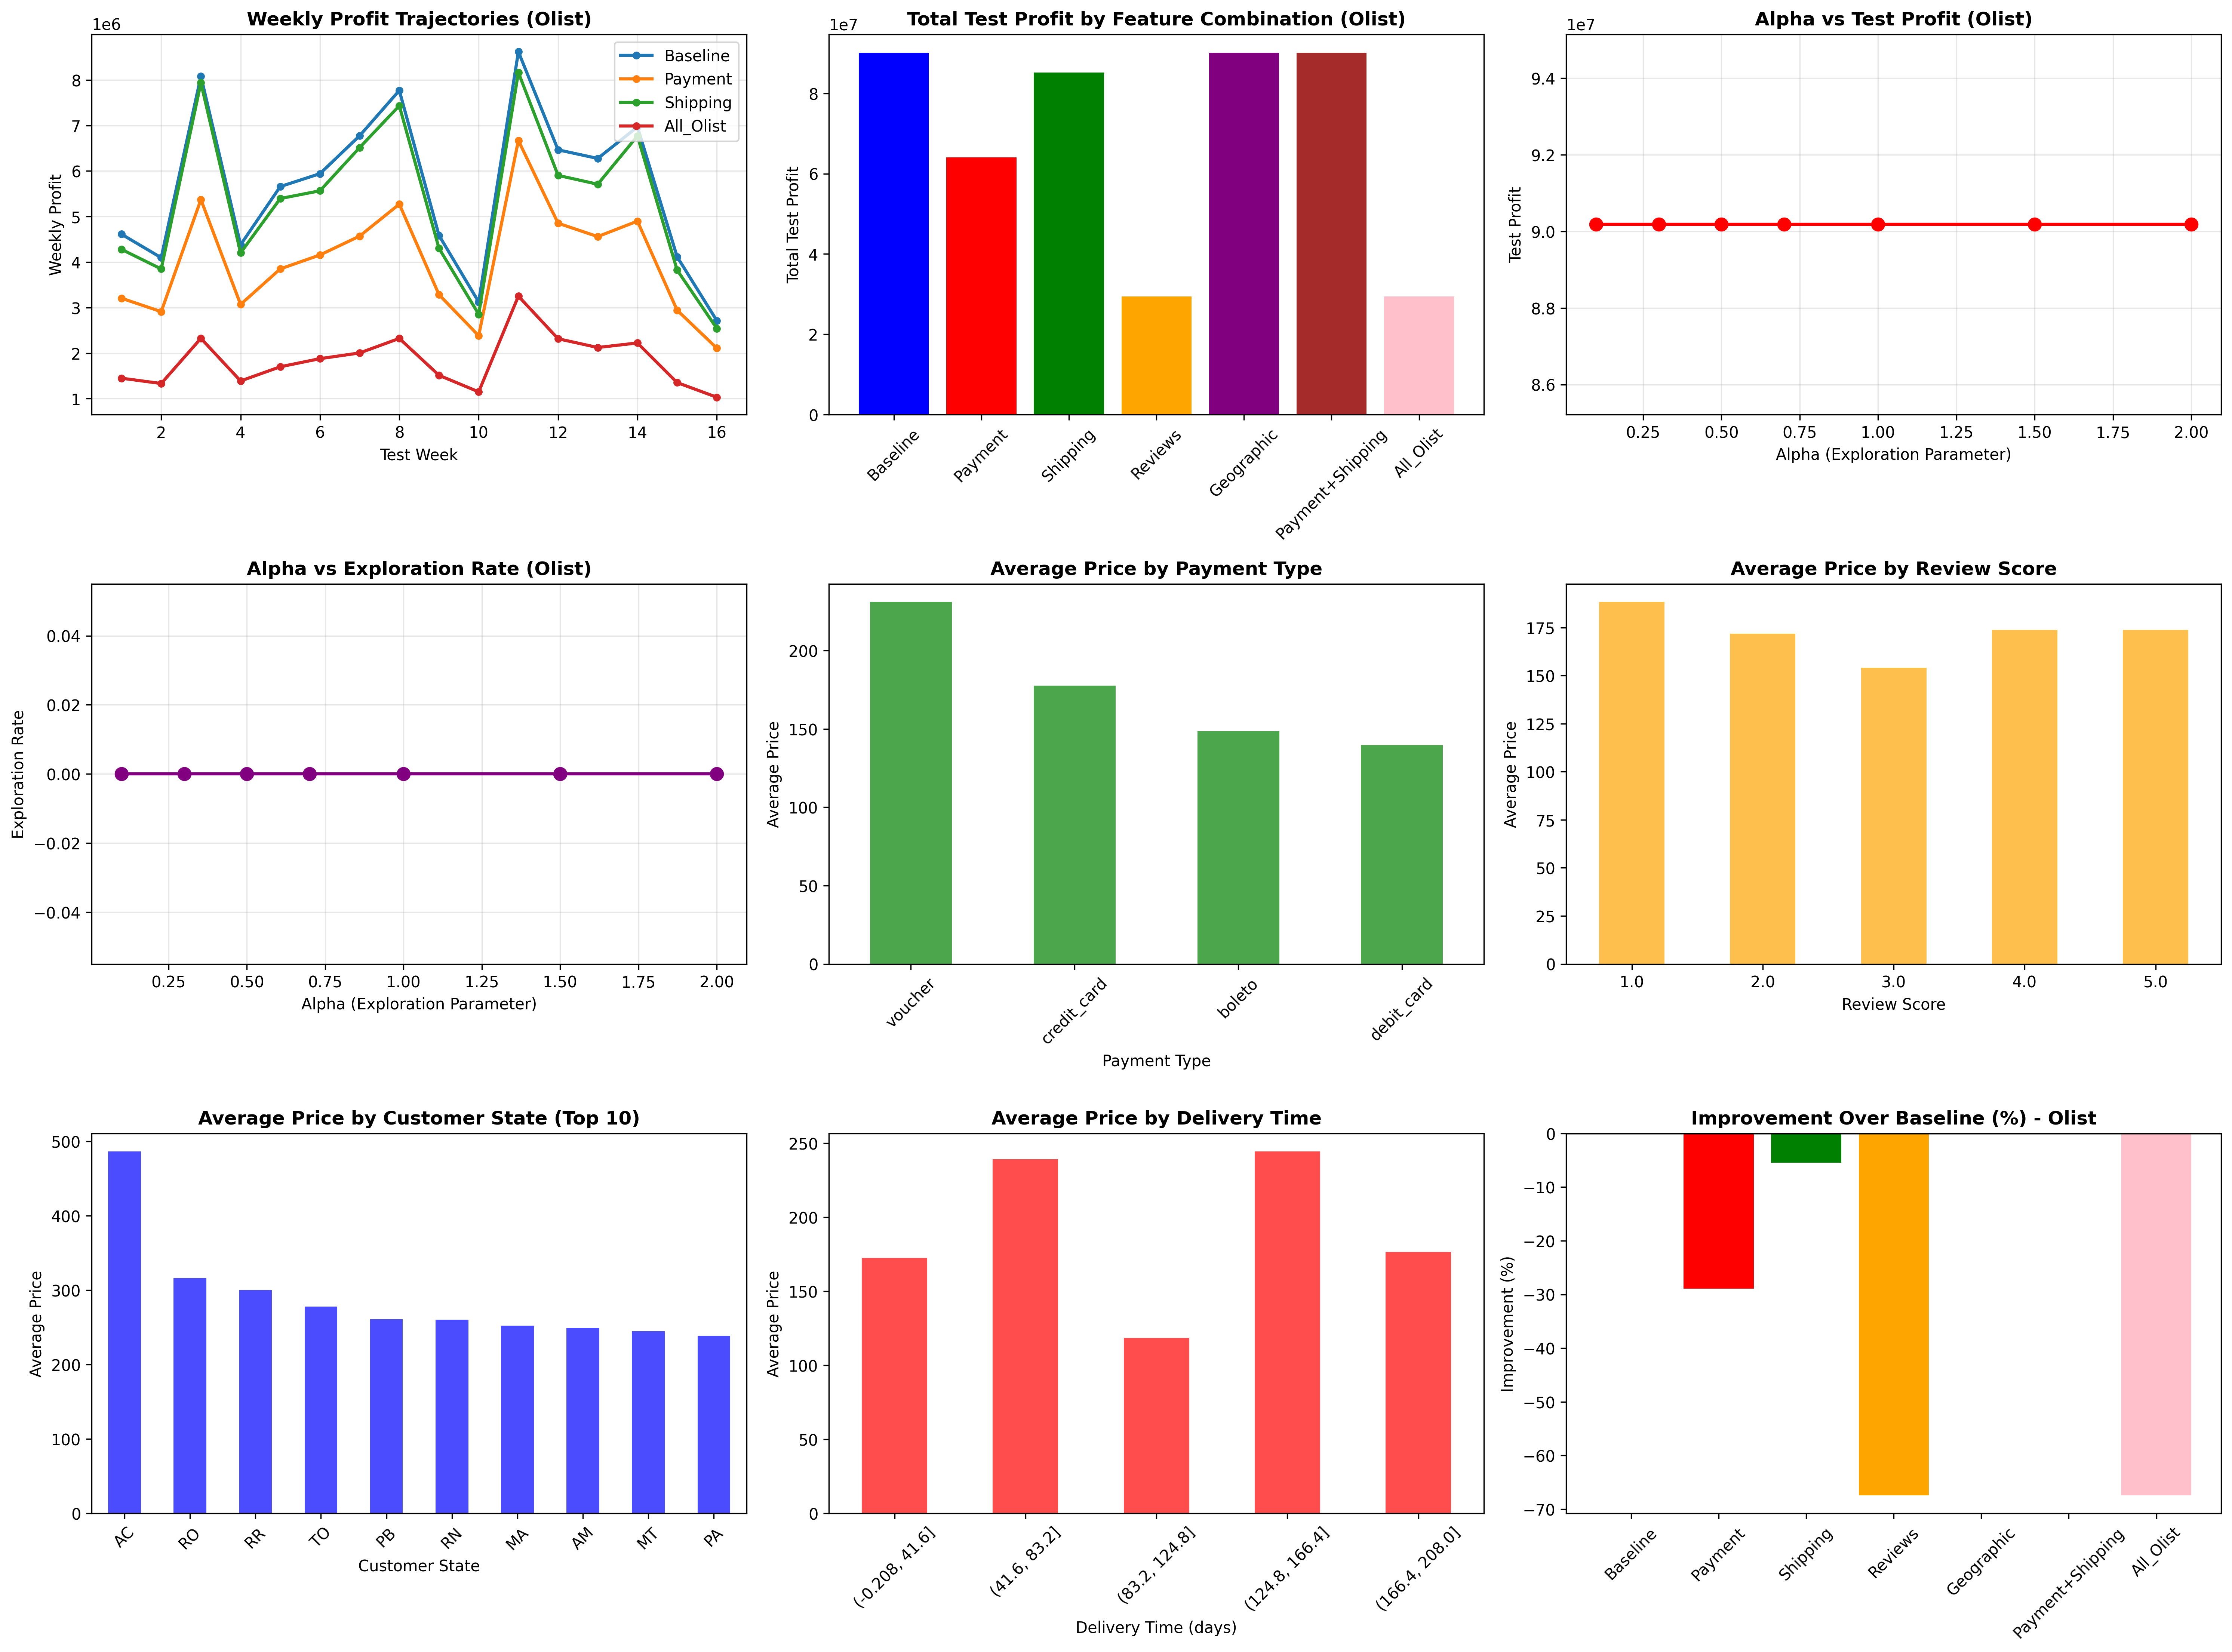 Weekly Profit Trajectories (Olist)
1e6
Weekly Profit
8
7
6
5
4
3
2
1
Baseline
Payment
Shipping
All_Olist
2 4 6 8 10 12 14 16
Test Week
Total Test Profit by Feature Combination (Olist)
1e7
Total Test Profit
8
6
4
2
0
Baseline Payment Shipping Reviews Geographic Payment+Shipping All_Olist
Alpha vs Test Profit (Olist)
1e7
Test Profit
9.4
9.2
9.0
8.8
8.6
0.25 0.50 0.75 1.00 1.25 1.50 1.75 2.00
Alpha (Exploration Parameter)
Alpha vs Exploration Rate (Olist)
Exploration Rate
0.04
0.02
0.00
−0.02
−0.04
0.25 0.50 0.75 1.00 1.25 1.50 1.75 2.00
Alpha (Exploration Parameter)
Average Price by Payment Type
Average Price
200
150
100
50
0
voucher credit_card boleto debit_card
Payment Type
Average Price by Review Score
Average Price
175
150
125
100
75
50
25
0
1.0 2.0 3.0 4.0 5.0
Review Score
Average Price by Customer State (Top 10)
Average Price
500
400
300
200
100
0
AC RO RR TO PB RN MA AM MT PA
Customer State
Average Price by Delivery Time
Average Price
250
200
150
100
50
0
(-0.208, 41.6] (41.6, 83.2] (83.2, 124.8] (124.8, 166.4] (166.4, 208.0]
Delivery Time (days)
Improvement Over Baseline (%) - Olist
Improvement (%)
0
−10
−20
−30
−40
−50
−60
−70
Baseline Payment Shipping Reviews Geographic Payment+Shipping All_Olist